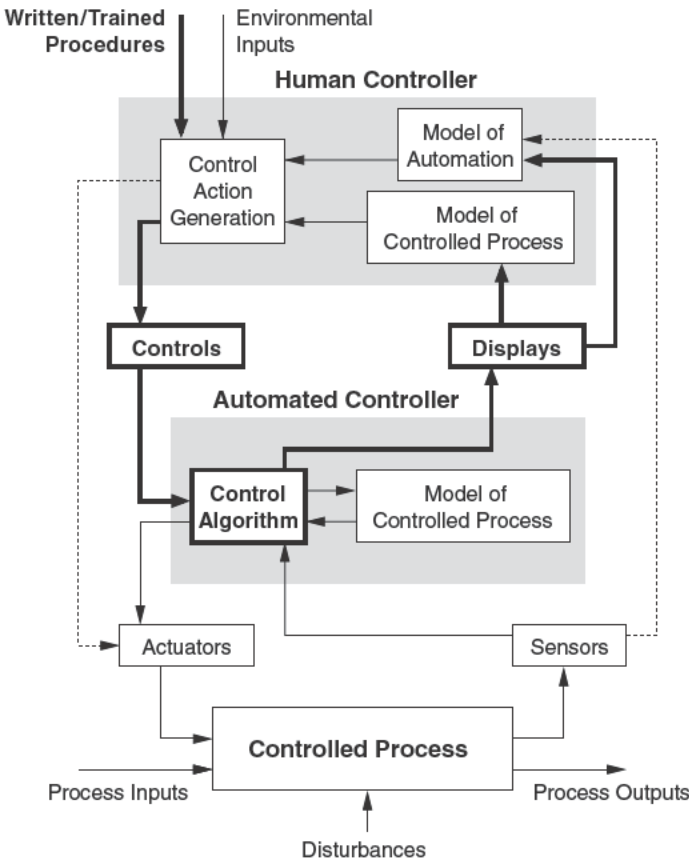 Written/Trained
Procedures
Environmental
Inputs
Human Controller
Model of
Automation
Control
Action
Generation
Model of
Controlled Process
Controls
Displays
Automated Controller
Control
Algorithm
Model of
Controlled Process
Actuators
Sensors
Controlled Process
Process Inputs
Process Outputs
Disturbances